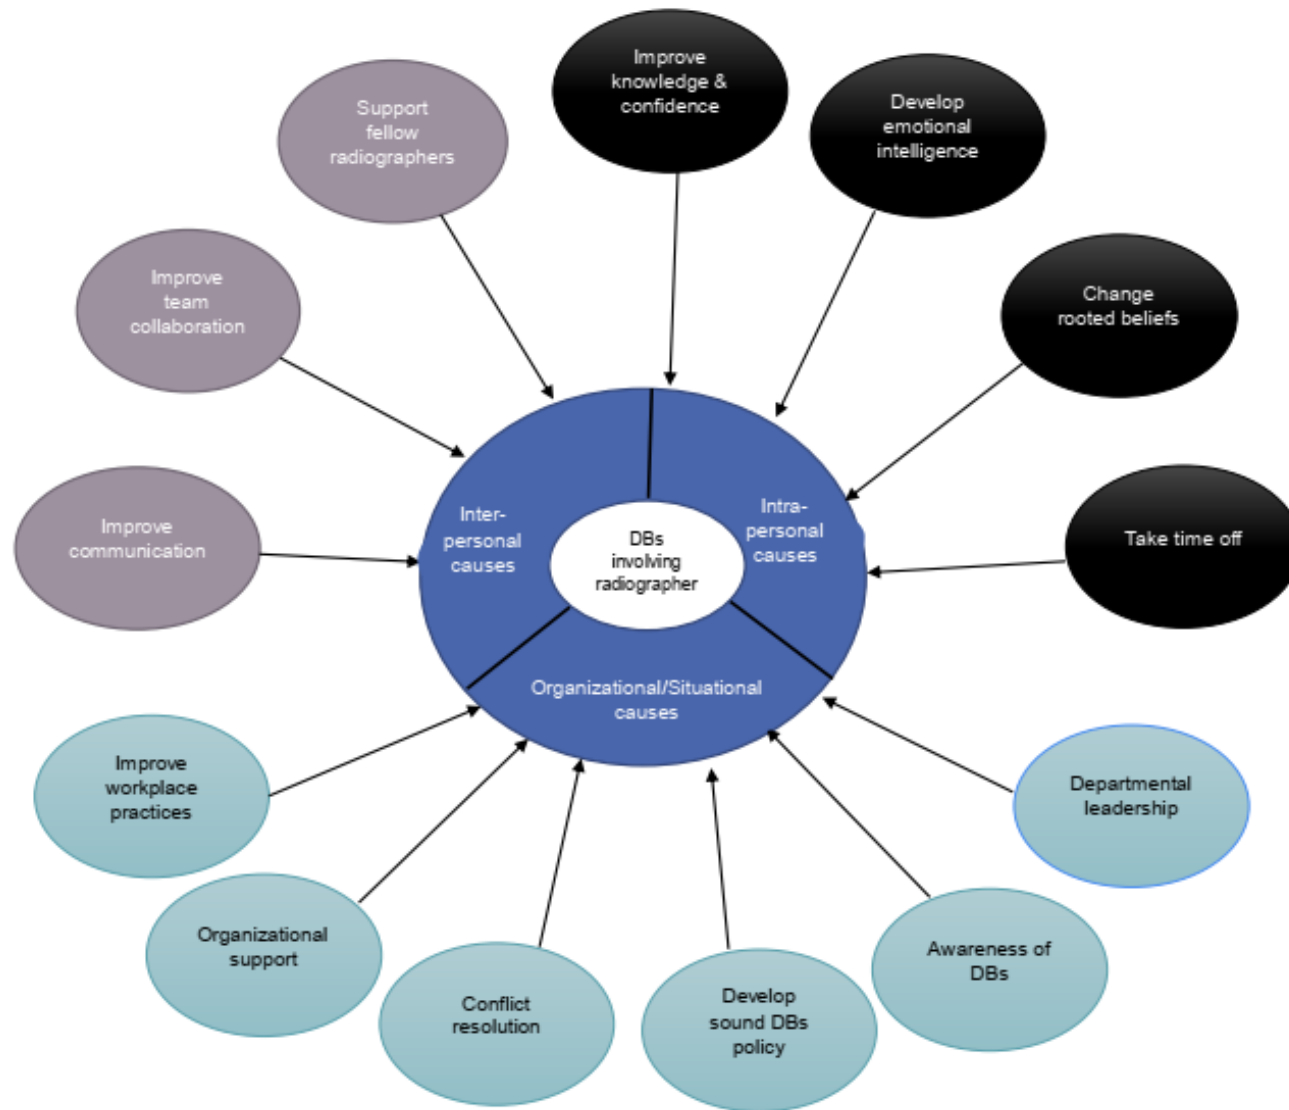 Improve
knowledge &
confidence
Develop
emotional
intelligence
Support
fellow
radiographers
Improve
team
collaboration
Change
rooted beliefs
Improve
communication
Take time off
Inter-
personal
causes
DBs
involving
radiographer
Intra-
personal
causes
Organizational/Situational
causes
Improve
workplace
practices
Departmental
leadership
Organizational
support
Awareness of
DBs
Conflict
resolution
Develop
sound DBs
policy